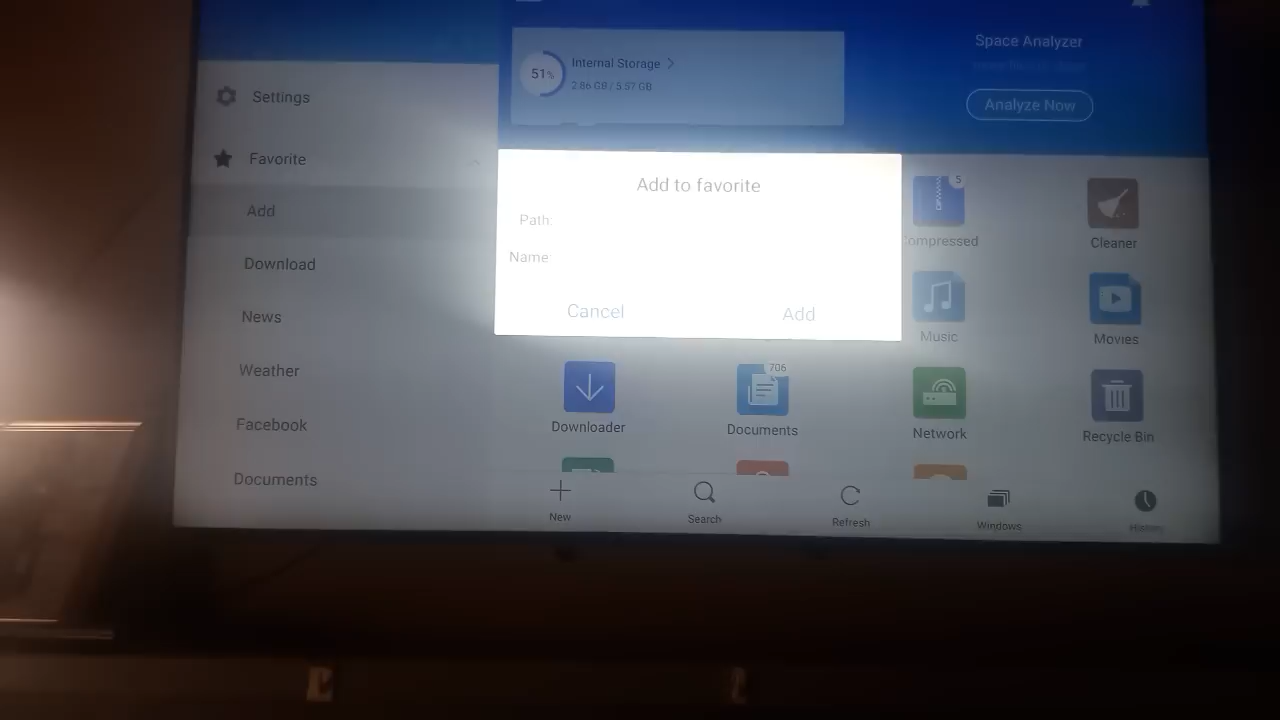 Settings
Favorite
Add
Download
News
Weather
Facebook
Documents
51%
Internal Storage
2.86 GB / 5.57 GB
Space Analyzer
Analyze Now
Add to favorite
Path:
Name:
Cancel
Add
5
Compressed
Cleaner
Music
Movies
Downloader
706
Documents
Network
Recycle Bin
New
Search
Refresh
Windows
History